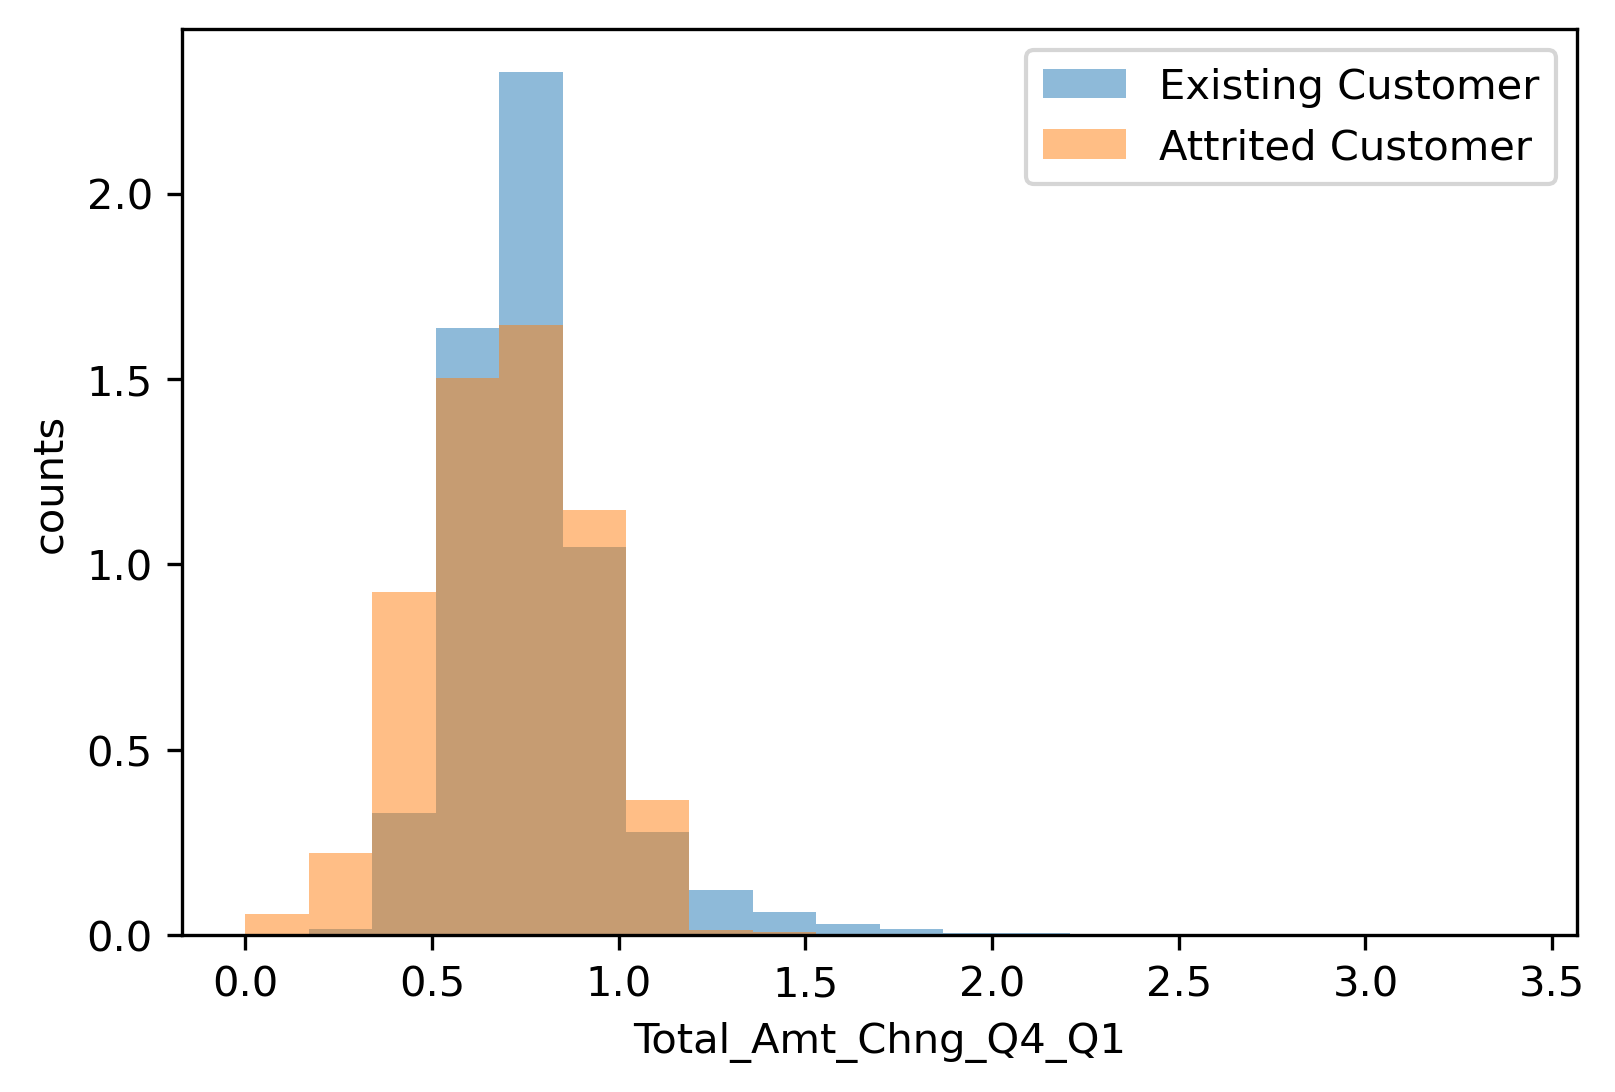 Existing Customer
Attrited Customer
counts
2.0
1.5
1.0
0.5
0.0
0.0 0.5 1.0 1.5 2.0 2.5 3.0 3.5
Total_Amt_Chng_Q4_Q1